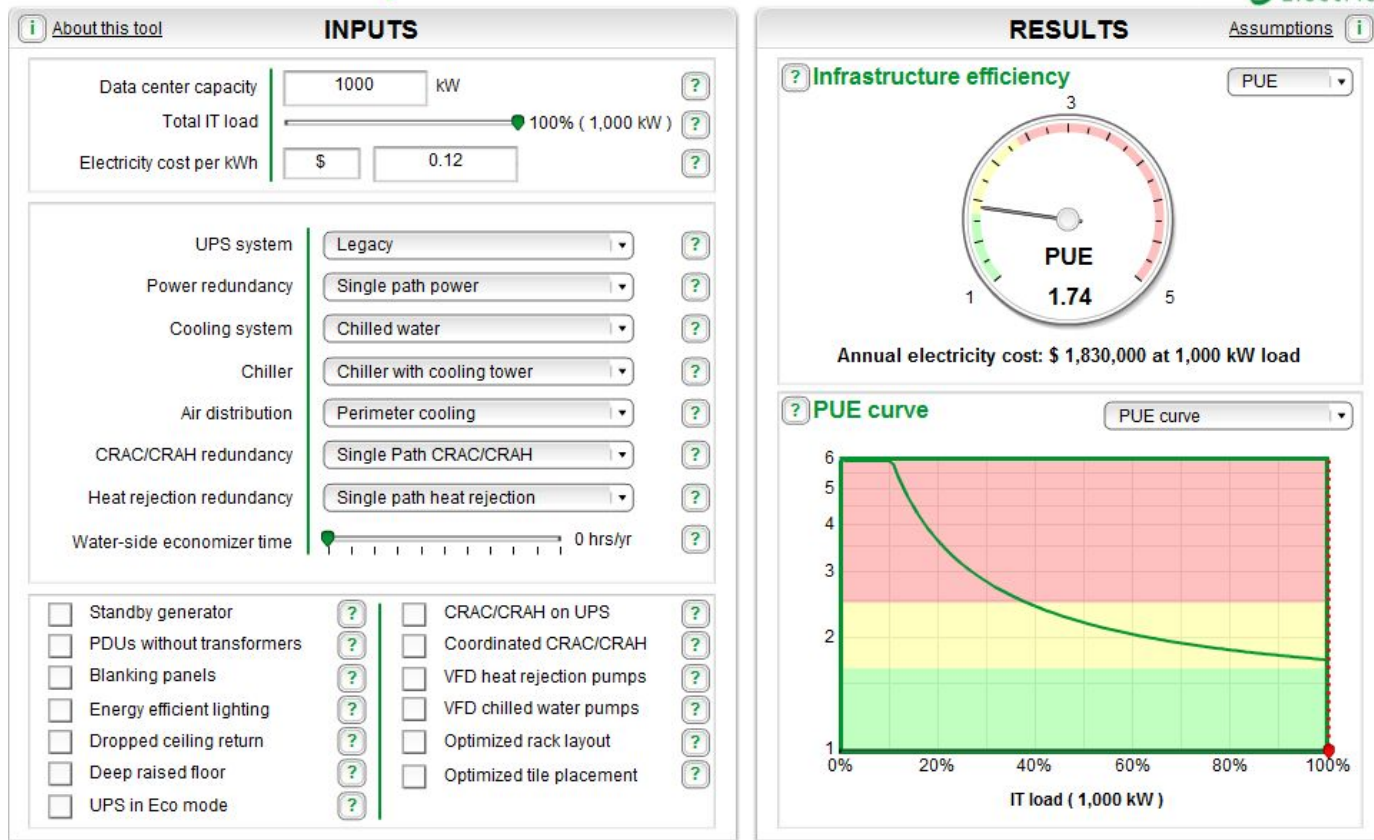 i About this tool INPUTS
Data center capacity 1000 kW ?
Total IT load 100% ( 1,000 kW ) ?
Electricity cost per kWh $ 0.12 ?
UPS system Legacy ?
Power redundancy Single path power ?
Cooling system Chilled water ?
Chiller Chiller with cooling tower ?
Air distribution Perimeter cooling ?
CRAC/CRAH redundancy Single Path CRAC/CRAH ?
Heat rejection redundancy Single path heat rejection ?
Water-side economizer time 0 hrs/yr ?
Standby generator ? CRAC/CRAH on UPS ?
PDUs without transformers ? Coordinated CRAC/CRAH ?
Blanking panels ? VFD heat rejection pumps ?
Energy efficient lighting ? VFD chilled water pumps ?
Dropped ceiling return ? Optimized rack layout ?
Deep raised floor ? Optimized tile placement ?
UPS in Eco mode ?
RESULTS Assumptions i
? Infrastructure efficiency PUE
3
PUE
1 1.74 5
Annual electricity cost: $ 1,830,000 at 1,000 kW load
? PUE curve PUE curve
6
5
4
3
2
1
0% 20% 40% 60% 80% 100%
IT load ( 1,000 kW )